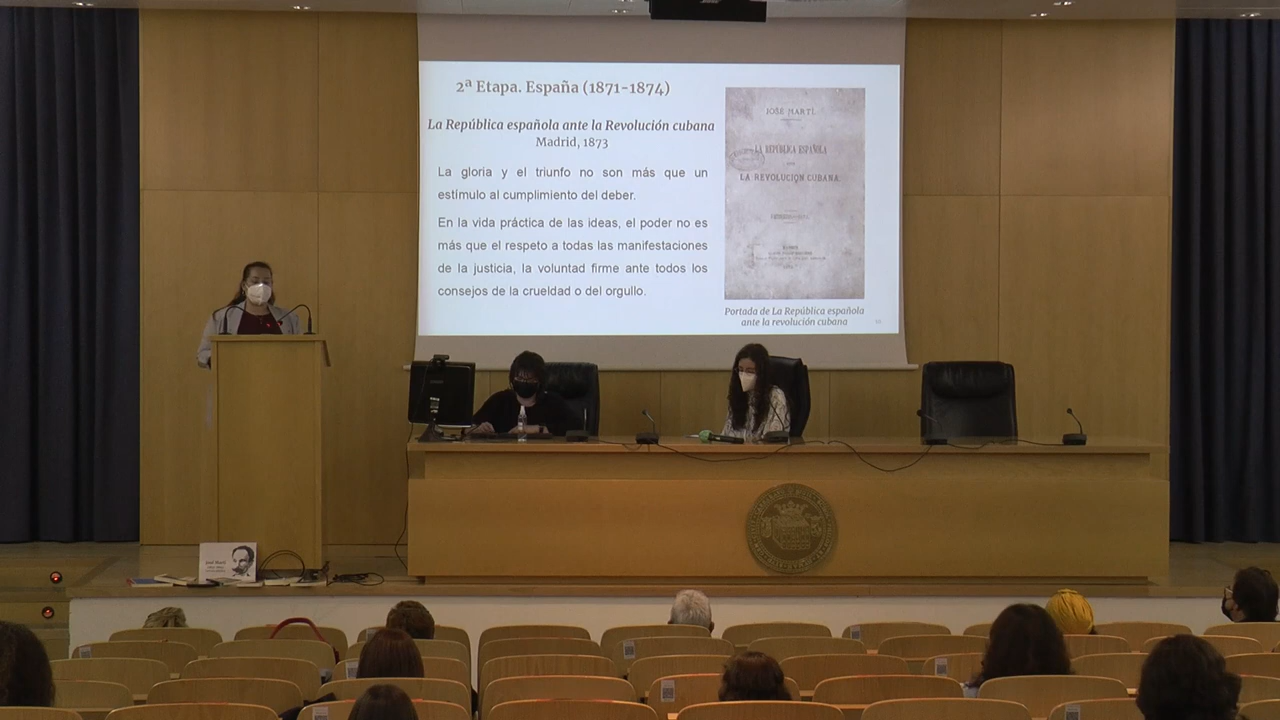 2ª Etapa. España (1871-1874)
La República española ante la Revolución cubana
Madrid, 1873
La gloria y el triunfo no son más que un
estímulo al cumplimiento del deber.
En la vida práctica de las ideas, el poder no es
más que el respeto a todas las manifestaciones
de la justicia, la voluntad firme ante todos los
consejos de la crueldad o del orgullo.
JOSÉ MARTÍ.
LA REPÚBLICA ESPAÑOLA
LA REVOLUCIÓN CUBANA
Portada de La República española
ante la revolución cubana
José Martí